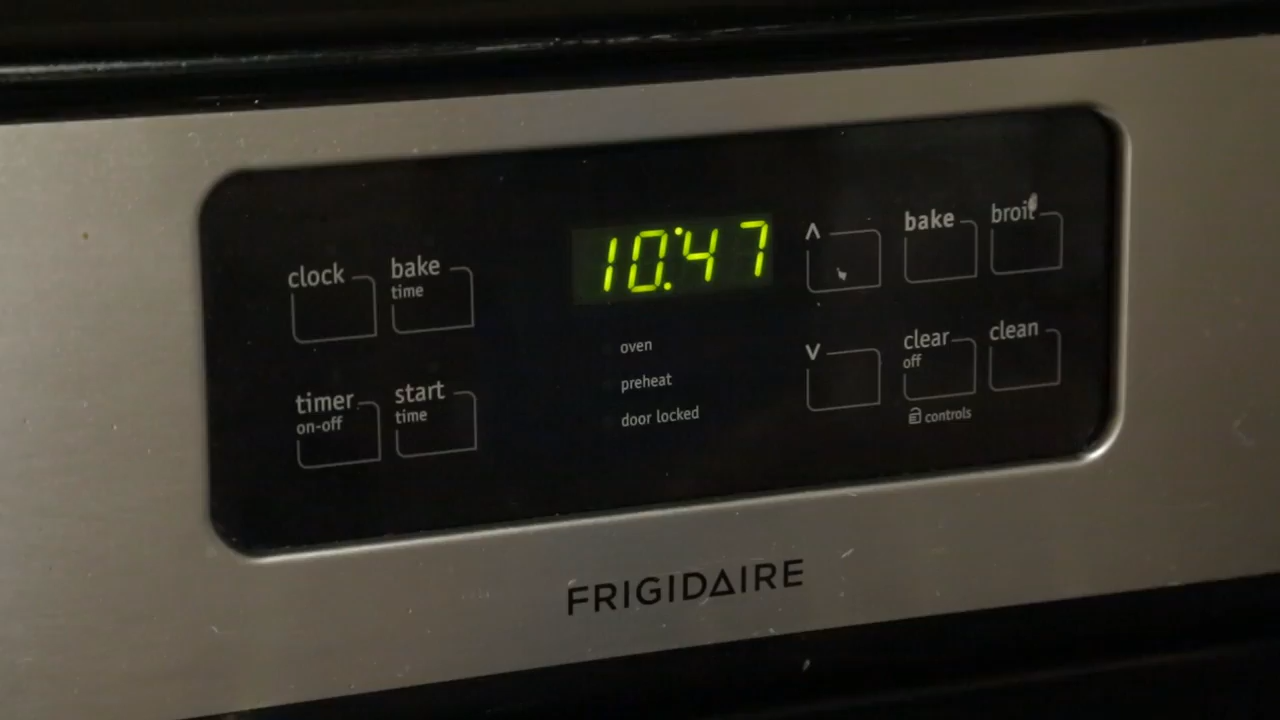 clock
bake
time
10:47
^
bake
broil
oven
preheat
door locked
v
clear
off
clean
controls
timer
on-off
start
time
FRIGIDAIRE